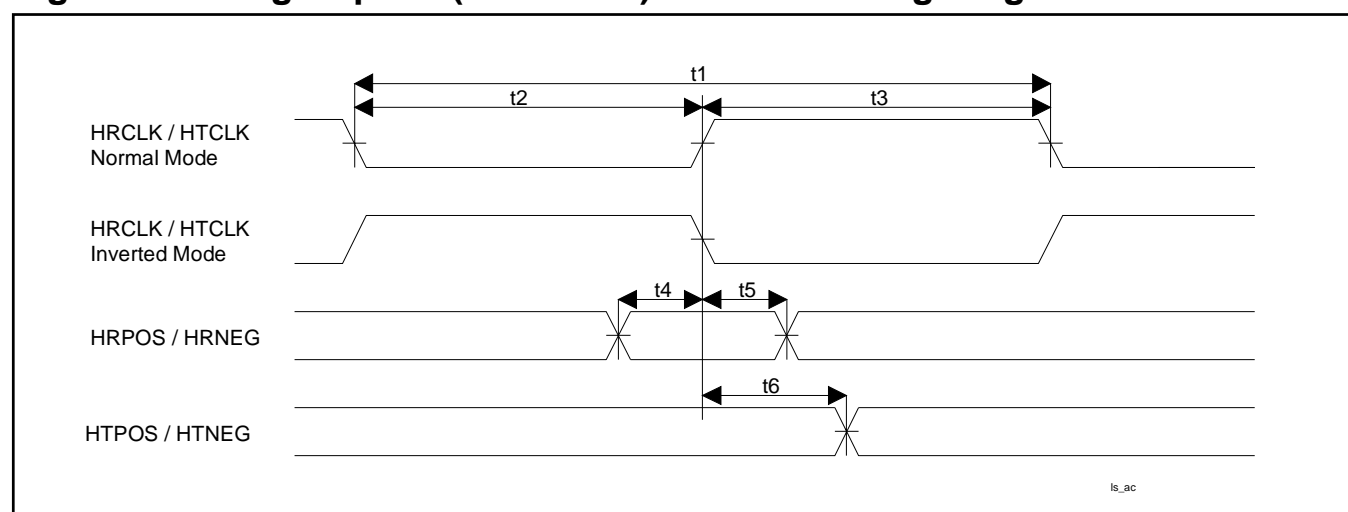 t1
t2
t3
HRCLK / HTCLK
Normal Mode
HRCLK / HTCLK
Inverted Mode
t4
t5
HRPOS / HRNEG
t6
HTPOS / HTNEG
ls_ac